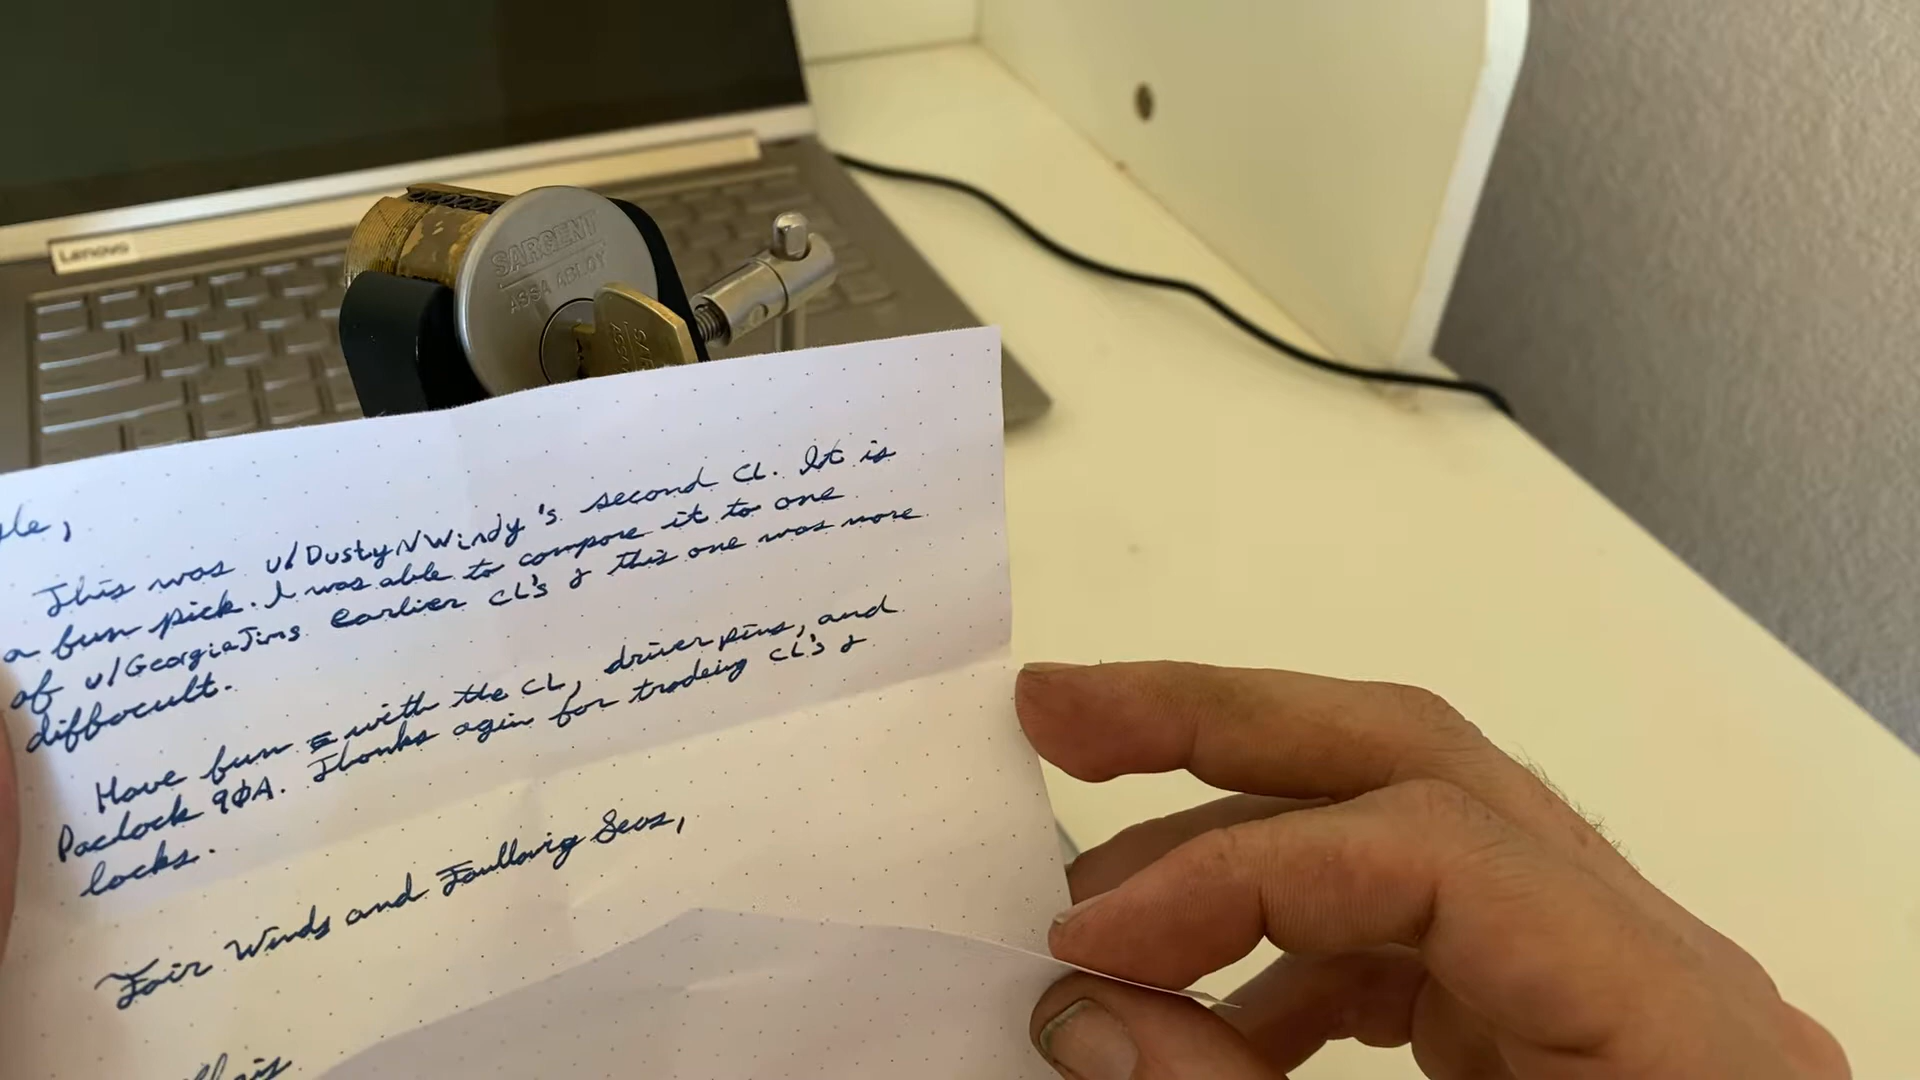 Lenovo
SARGENT
ASSA ABLOY
This was u/DustyNWindy's second CL. It is
a fun pick. I was able to compare it to one
of u/GeorgiaJims earlier CL's & this one was more
diffocult.
Have fun with the CL, driver pins, and
Paclock 90A. Thanks agin for tradeing CL's &
locks.
Fair Winds and Faullowig Seas,